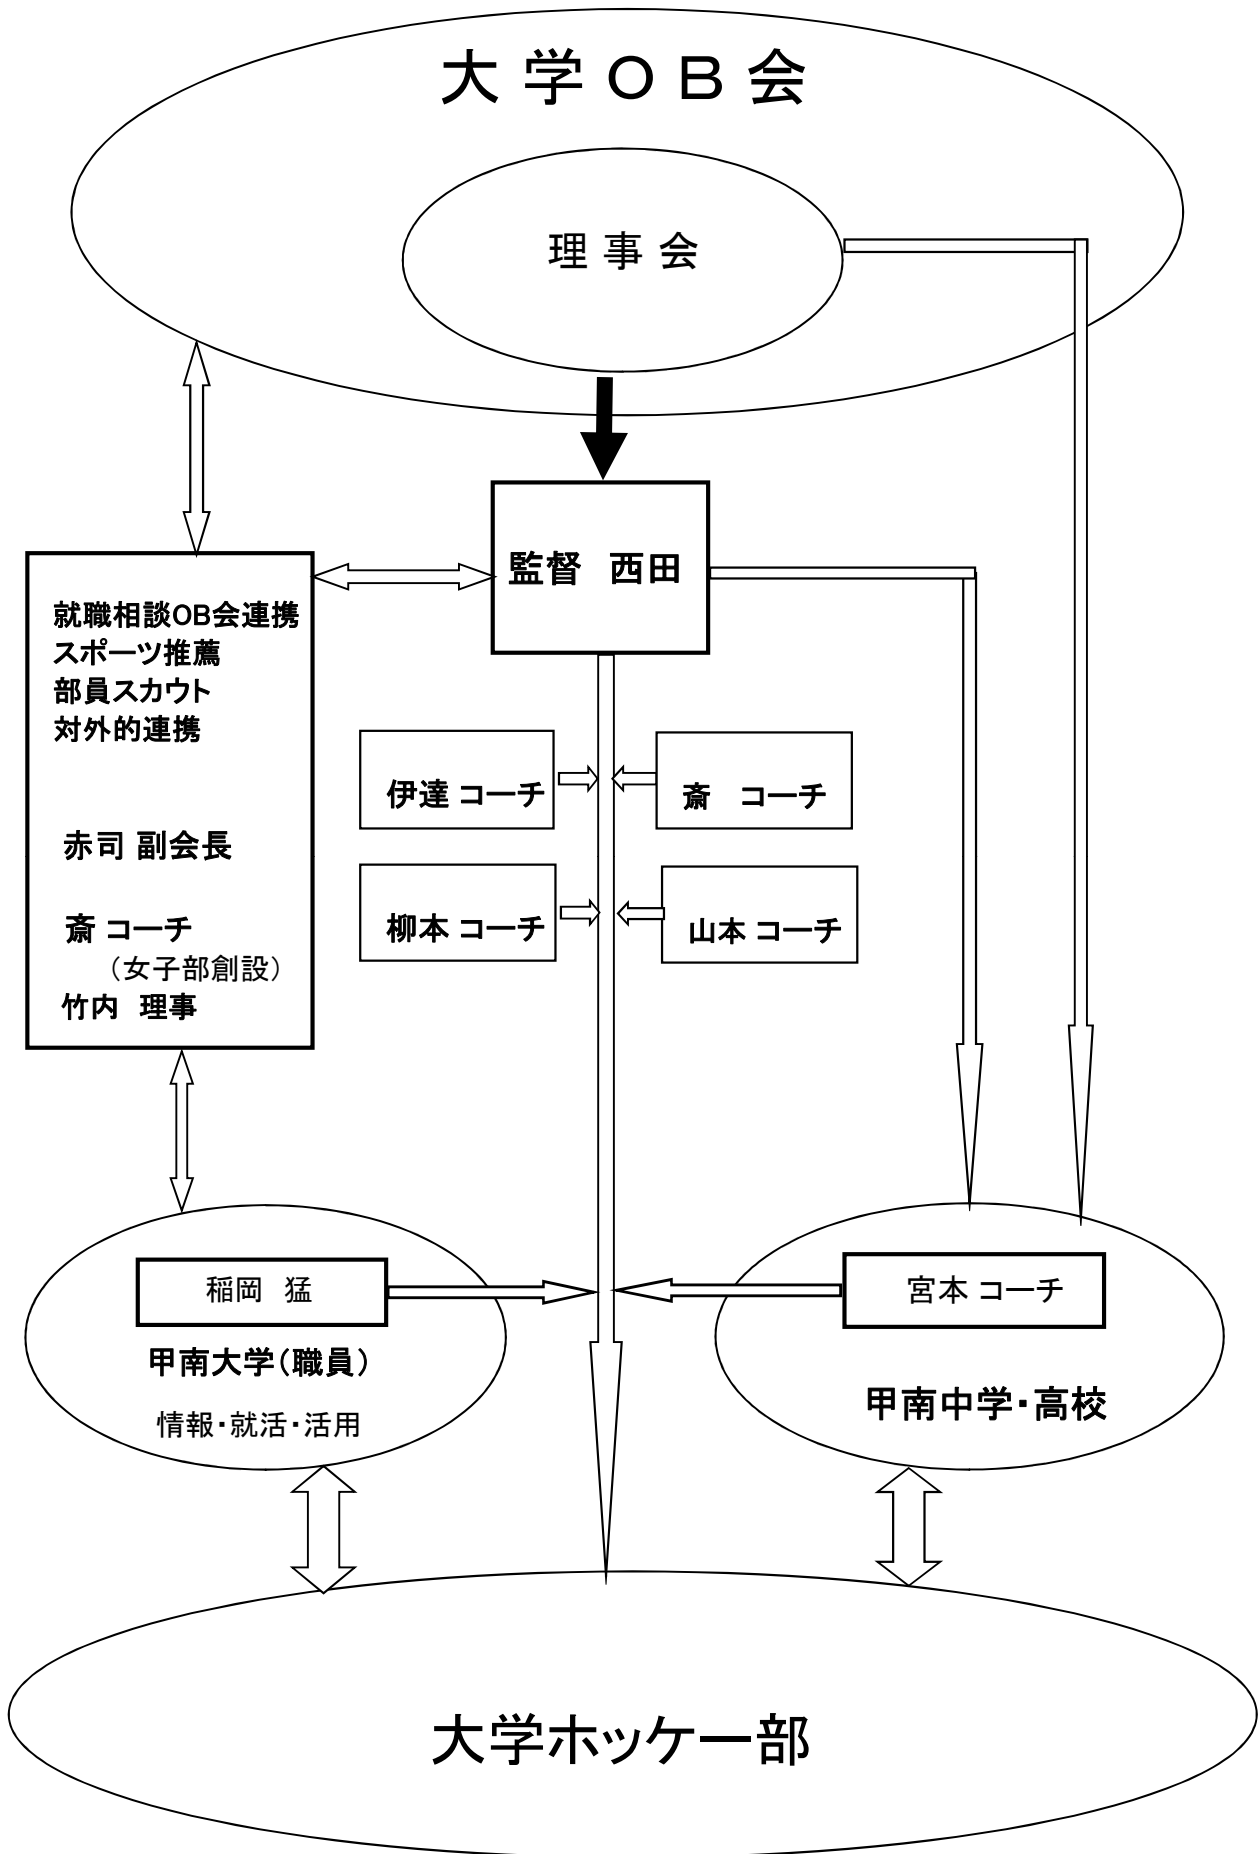 大学OB会
理事会
監督　西田
就職相談OB会連携
スポーツ推薦
部員スカウト
対外的連携
赤司 副会長
斎 コーチ
（女子部創設）
竹内　理事
伊達 コーチ
斎　コーチ
柳本 コーチ
山本 コーチ
稲岡　猛
甲南大学（職員）
情報・就活・活用
宮本 コーチ
甲南中学・高校
大学ホッケー部